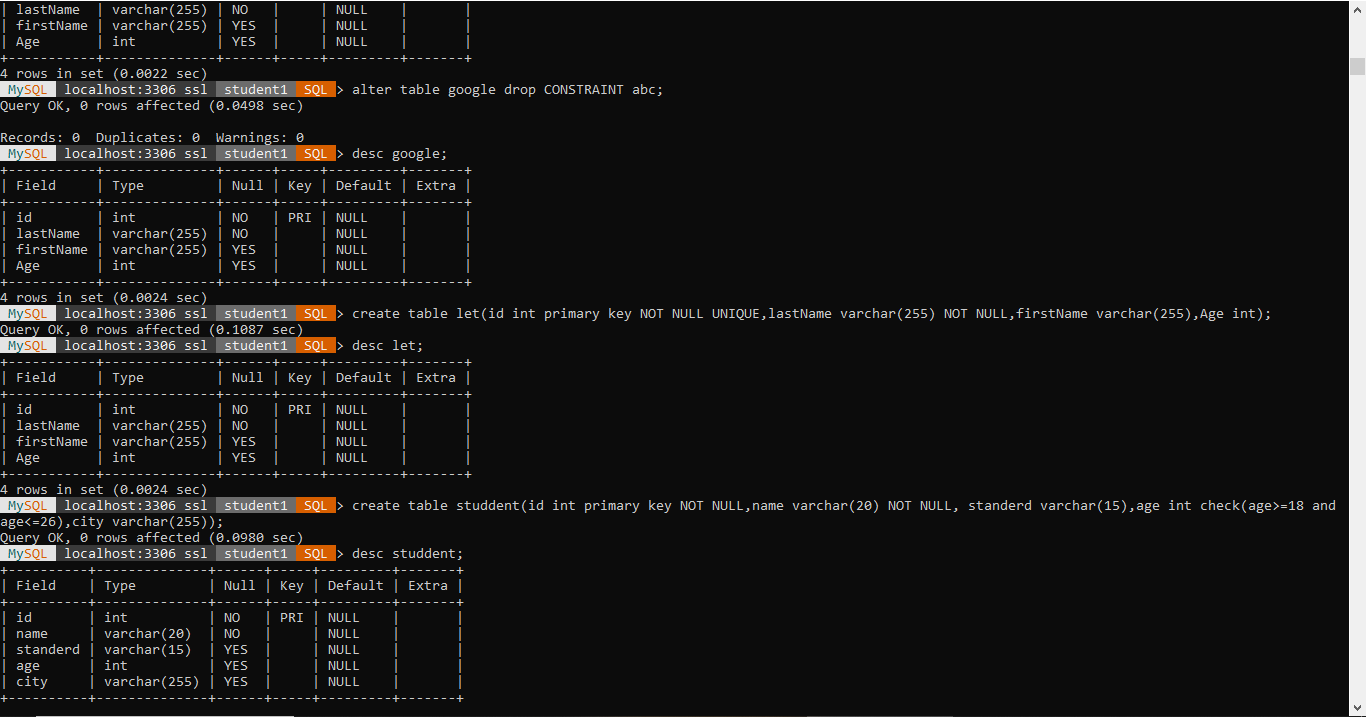 | lastName  | varchar(255) | NO   |     | NULL    |       |
| firstName | varchar(255) | YES  |     | NULL    |       |
| Age       | int          | YES  |     | NULL    |       |
+-----------+--------------+------+-----+---------+-------+
4 rows in set (0.0022 sec)
MySQL  localhost:3306 ssl  student1  SQL > alter table google drop CONSTRAINT abc;
Query OK, 0 rows affected (0.0498 sec)

Records: 0  Duplicates: 0  Warnings: 0
MySQL  localhost:3306 ssl  student1  SQL > desc google;
+-----------+--------------+------+-----+---------+-------+
| Field     | Type         | Null | Key | Default | Extra |
+-----------+--------------+------+-----+---------+-------+
| id        | int          | NO   | PRI | NULL    |       |
| lastName  | varchar(255) | NO   |     | NULL    |       |
| firstName | varchar(255) | YES  |     | NULL    |       |
| Age       | int          | YES  |     | NULL    |       |
+-----------+--------------+------+-----+---------+-------+
4 rows in set (0.0024 sec)
MySQL  localhost:3306 ssl  student1  SQL > create table let(id int primary key NOT NULL UNIQUE,lastName varchar(255) NOT NULL,firstName varchar(255),Age int);
Query OK, 0 rows affected (0.1087 sec)
MySQL  localhost:3306 ssl  student1  SQL > desc let;
+-----------+--------------+------+-----+---------+-------+
| Field     | Type         | Null | Key | Default | Extra |
+-----------+--------------+------+-----+---------+-------+
| id        | int          | NO   | PRI | NULL    |       |
| lastName  | varchar(255) | NO   |     | NULL    |       |
| firstName | varchar(255) | YES  |     | NULL    |       |
| Age       | int          | YES  |     | NULL    |       |
+-----------+--------------+------+-----+---------+-------+
4 rows in set (0.0024 sec)
MySQL  localhost:3306 ssl  student1  SQL > create table studdent(id int primary key NOT NULL,name varchar(20) NOT NULL, standerd varchar(15),age int check(age>=18 and
age<=26),city varchar(255));
Query OK, 0 rows affected (0.0980 sec)
MySQL  localhost:3306 ssl  student1  SQL > desc studdent;
+----------+--------------+------+-----+---------+-------+
| Field    | Type         | Null | Key | Default | Extra |
+----------+--------------+------+-----+---------+-------+
| id       | int          | NO   | PRI | NULL    |       |
| name     | varchar(20)  | NO   |     | NULL    |       |
| standerd | varchar(15)  | YES  |     | NULL    |       |
| age      | int          | YES  |     | NULL    |       |
| city     | varchar(255) | YES  |     | NULL    |       |
+----------+--------------+------+-----+---------+-------+